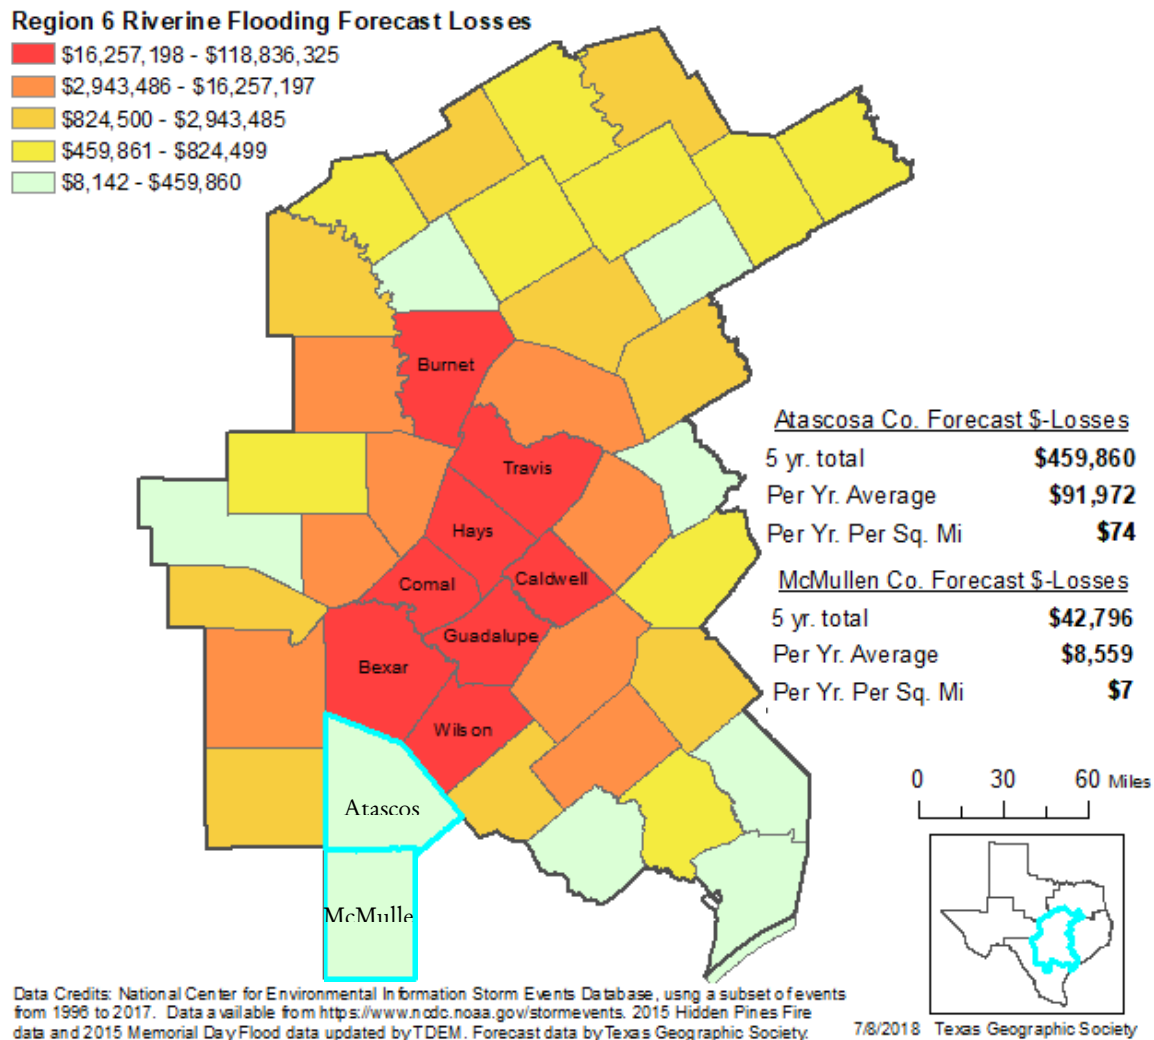 Region 6 Riverine Flooding Forecast Losses
$16,257,198 - $118,836,325
$2,943,486 - $16,257,197
$824,500 - $2,943,485
$459,861 - $824,499
$8,142 - $459,860
Burnet
Travis
Hays
Comal
Caldwell
Guadalupe
Bexar
Wilson
Atascos
McMulle
Atascosa Co. Forecast $-Losses
5 yr. total $459,860
Per Yr. Average $91,972
Per Yr. Per Sq. Mi $74
McMullen Co. Forecast $-Losses
5 yr. total $42,796
Per Yr. Average $8,559
Per Yr. Per Sq. Mi $7
0 30 60 Miles
Data Credits: National Center for Environmental Information Storm Events Database, usng a subset of events
from 1996 to 2017. Data available from https://www.ncdc.noaa.gov/stormevents. 2015 Hidden Pines Fire
data and 2015 Memorial Day Flood data updated by TDEM. Forecast data by Texas Geographic Society.
7/8/2018 Texas Geographic Society